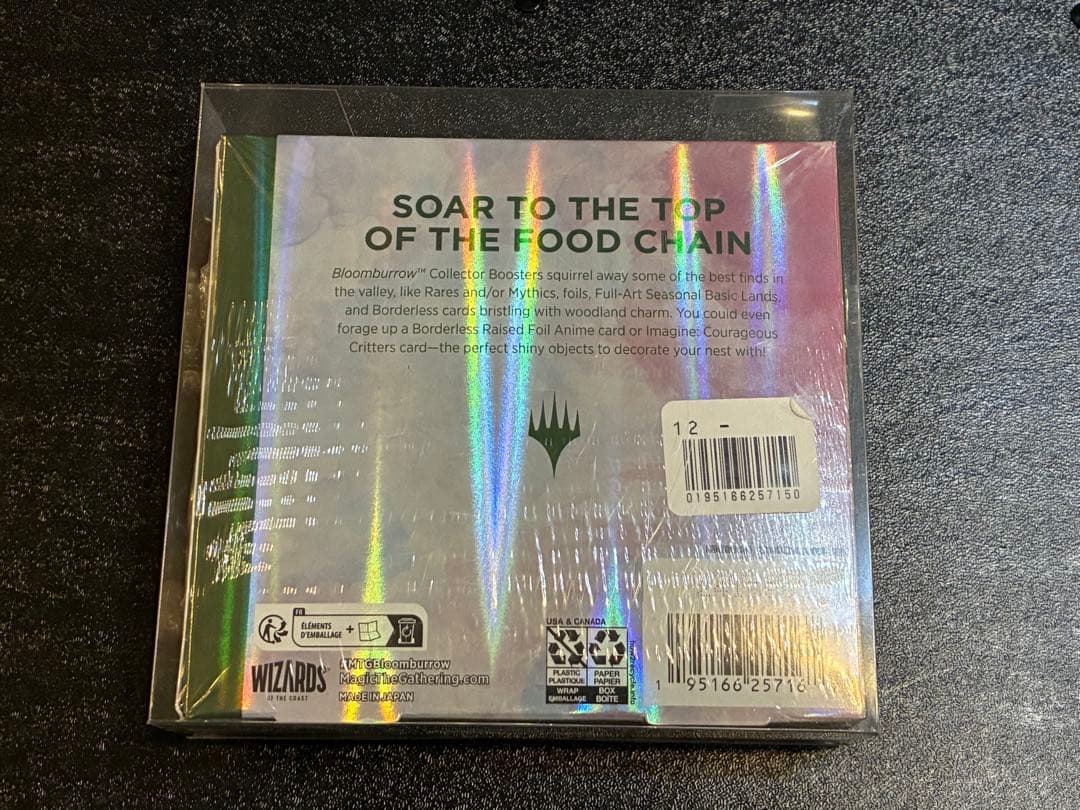 SOAR TO THE TOP
OF THE FOOD CHAIN
Bloomburrow™ Collector Boosters squirrel away some of the best finds in
the valley, like Rares and/or Mythics, foils, Full-Art Seasonal Basic Lands,
and Borderless cards bristling with woodland charm. You could even
forage up a Borderless Raised Foil Anime card or Imagine: Courageous
Critters card—the perfect shiny objects to decorate your nest with!
12 -
0195166257150
FR
ÉLÉMENTS
D'EMBALLAGE +
WIZARDS
OF THE COAST
#MTGBloomburrow
MagicTheGathering.com
MADE IN JAPAN
USA & CANADA
PLASTIC
PLASTIQUE
WRAP
EMBALLAGE
PAPER
PAPIER
BOX
BOÎTE
how2recycle.info
1 95166 25716